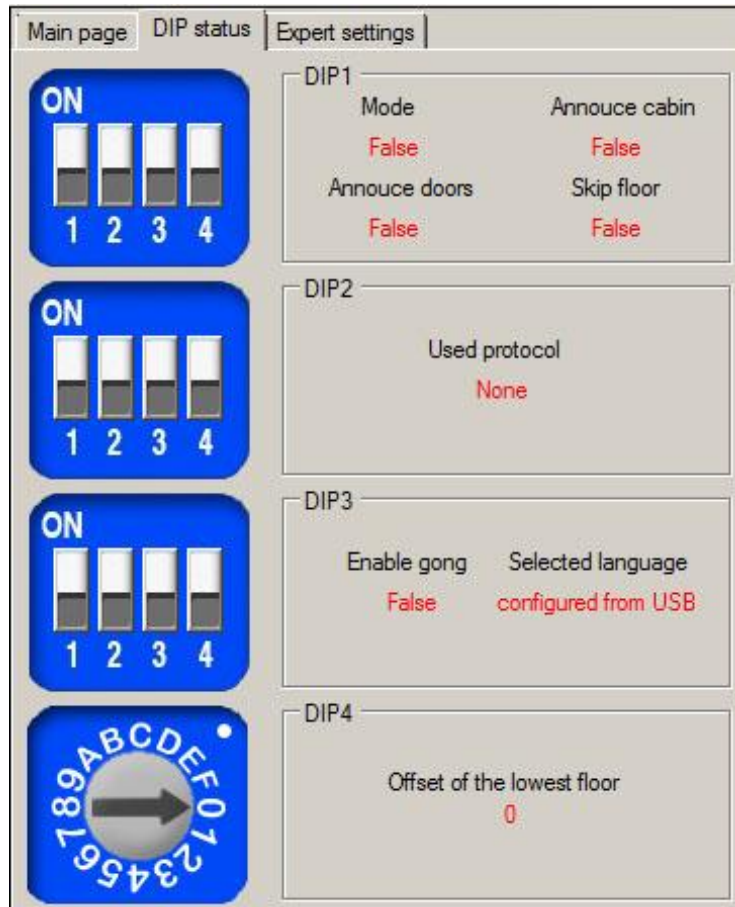 Main page DIP status Expert settings
ON
1 2 3 4
DIP1
Mode Annouce cabin
False False
Annouce doors Skip floor
False False
ON
1 2 3 4
DIP2
Used protocol
None
ON
1 2 3 4
DIP3
Enable gong Selected language
False configured from USB
0123456789ABCDEF
DIP4
Offset of the lowest floor
0